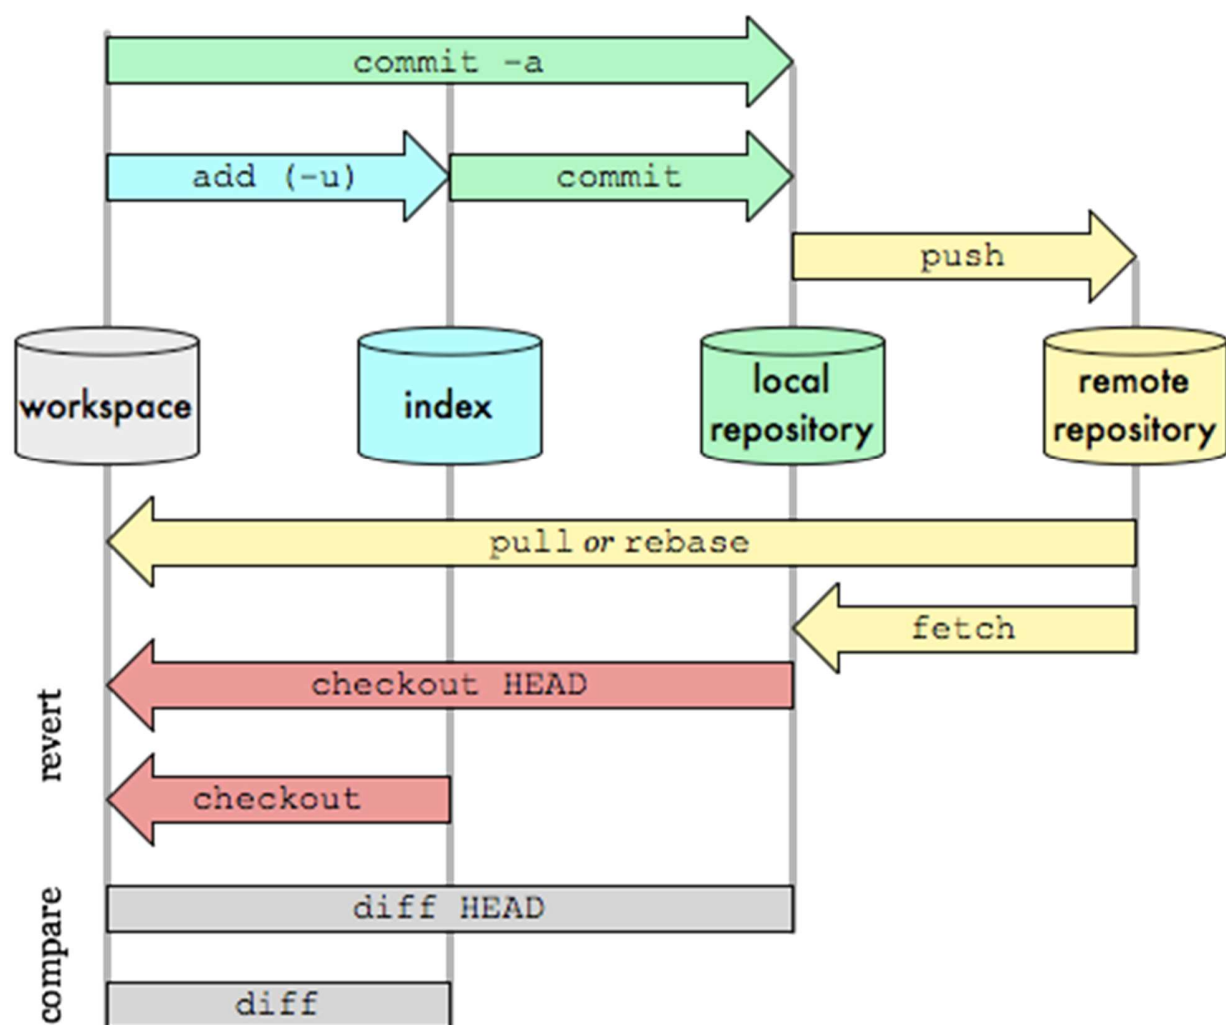 commit -a
add (-u)
commit
push
workspace
index
local
repository
remote
repository
pull or rebase
fetch
revert
checkout HEAD
checkout
compare
diff HEAD
diff